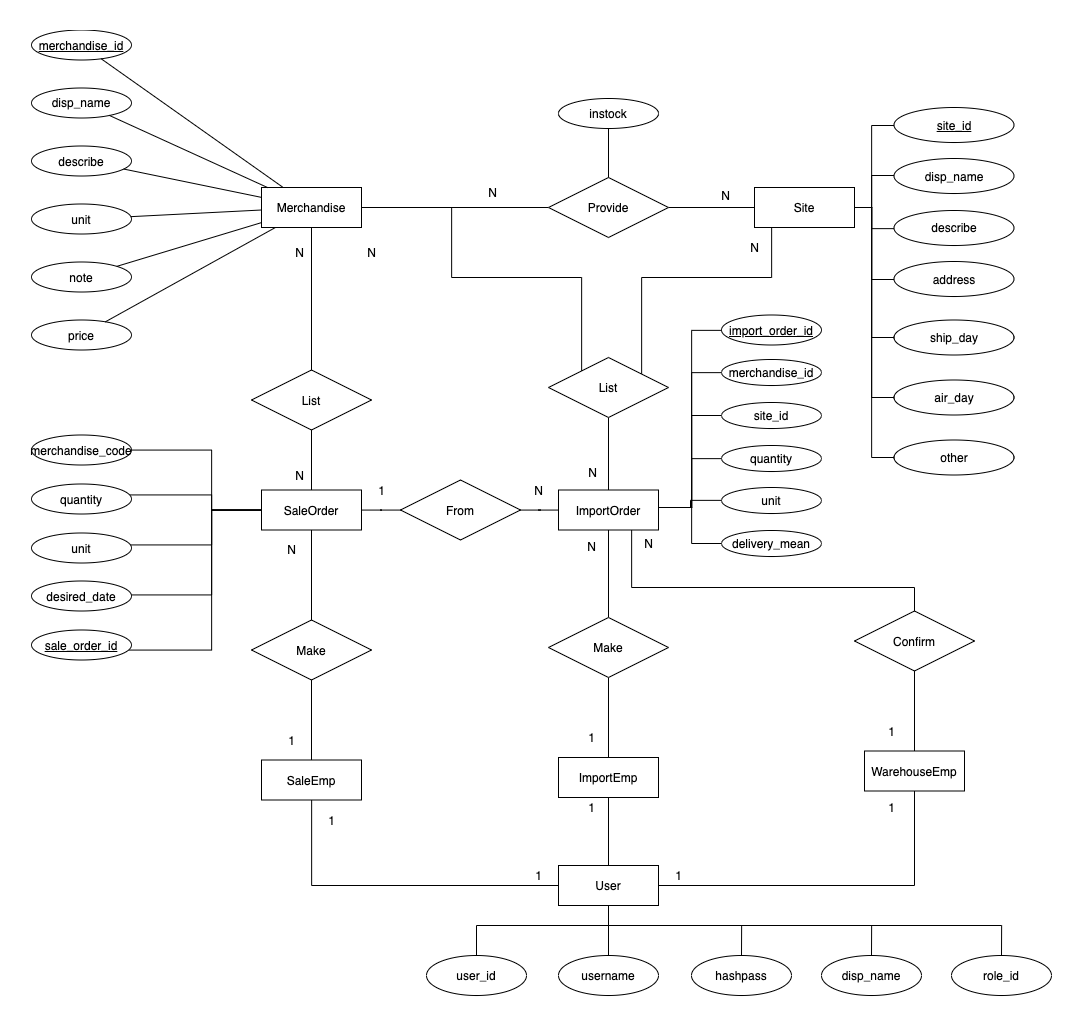 merchandise_id
disp_name
describe
unit
note
price
Merchandise
N
N
N
instock
Provide
N
Site
N
site_id
disp_name
describe
address
ship_day
air_day
other
List
List
import_order_id
merchandise_id
site_id
quantity
unit
delivery_mean
merchandise_code
quantity
unit
desired_date
sale_order_id
N
SaleOrder
N
1
From
N
N
ImportOrder
N
N
Make
Make
Confirm
1
SaleEmp
1
1
ImportEmp
1
1
WarehouseEmp
1
1
User
1
user_id
username
hashpass
disp_name
role_id